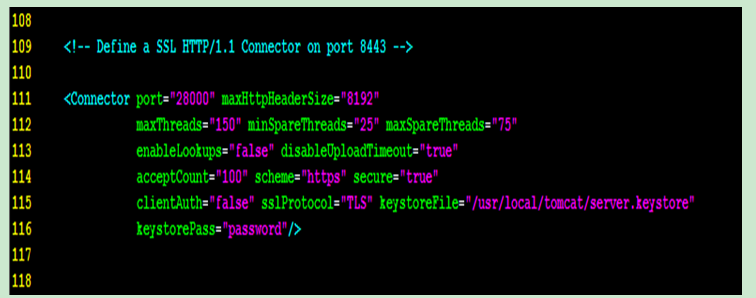 108
109 <!-- Define a SSL HTTP/1.1 Connector on port 8443 -->
110
111 <Connector port="28000" maxHttpHeaderSize="8192"
112 maxThreads="150" minSpareThreads="25" maxSpareThreads="75"
113 enableLookups="false" disableUploadTimeout="true"
114 acceptCount="100" scheme="https" secure="true"
115 clientAuth="false" sslProtocol="TLS" keystoreFile="/usr/local/tomcat/server.keystore"
116 keystorePass="password"/>
117
118